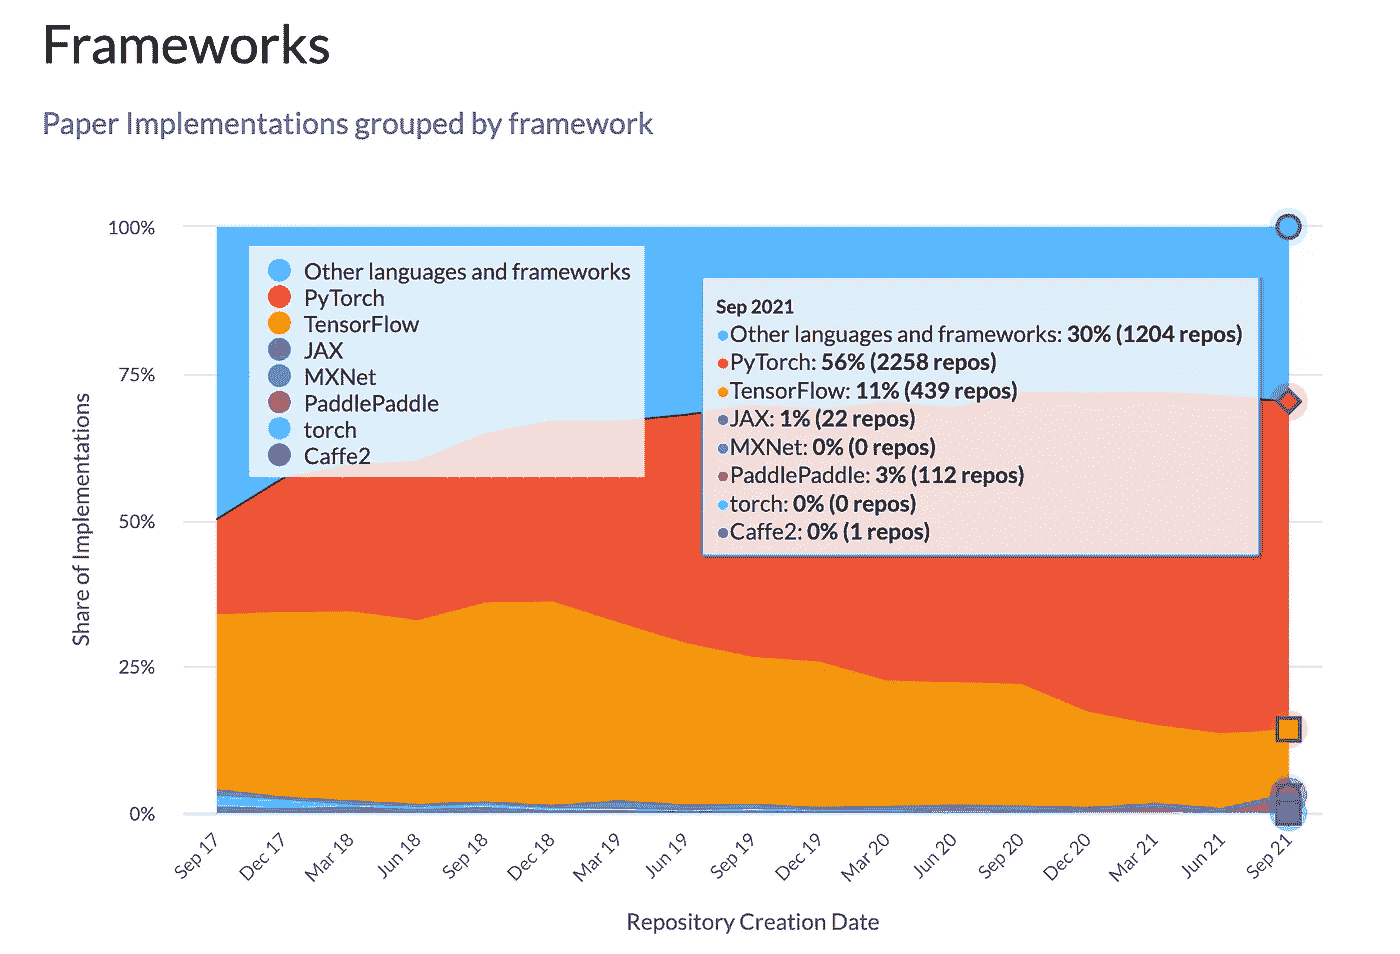 Frameworks
Paper Implementations grouped by framework
100%
75%
50%
25%
0%
Share of Implementations
Other languages and frameworks
PyTorch
TensorFlow
JAX
MXNet
PaddlePaddle
torch
Caffe2
Sep 2021
Other languages and frameworks: 30% (1204 repos)
PyTorch: 56% (2258 repos)
TensorFlow: 11% (439 repos)
JAX: 1% (22 repos)
MXNet: 0% (0 repos)
PaddlePaddle: 3% (112 repos)
torch: 0% (0 repos)
Caffe2: 0% (1 repos)
Sep 17
Dec 17
Mar 18
Jun 18
Sep 18
Dec 18
Mar 19
Jun 19
Sep 19
Dec 19
Mar 20
Jun 20
Sep 20
Dec 20
Mar 21
Jun 21
Sep 21
Repository Creation Date